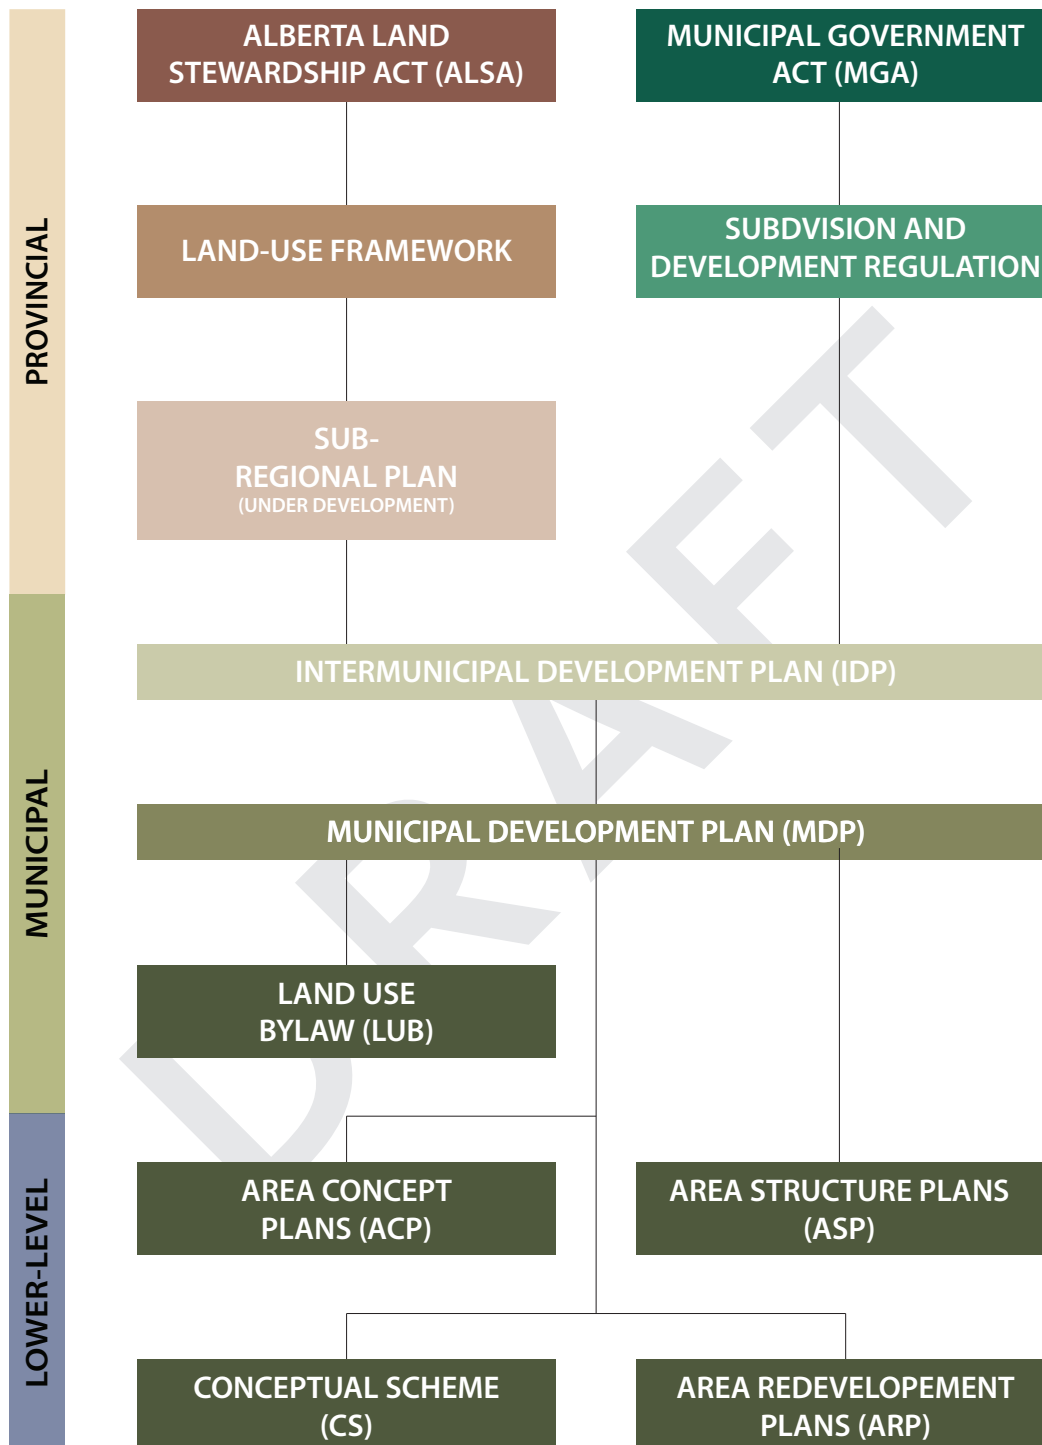 PROVINCIAL
ALBERTA LAND
STEWARDSHIP ACT (ALSA)
MUNICIPAL GOVERNMENT
ACT (MGA)
LAND-USE FRAMEWORK
SUBDVISION AND
DEVELOPMENT REGULATION
SUB-
REGIONAL PLAN
(UNDER DEVELOPMENT)
MUNICIPAL
INTERMUNICIPAL DEVELOPMENT PLAN (IDP)
MUNICIPAL DEVELOPMENT PLAN (MDP)
LAND USE
BYLAW (LUB)
LOWER-LEVEL
AREA CONCEPT
PLANS (ACP)
AREA STRUCTURE PLANS
(ASP)
CONCEPTUAL SCHEME
(CS)
AREA REDEVELOPEMENT
PLANS (ARP)
DRAFT